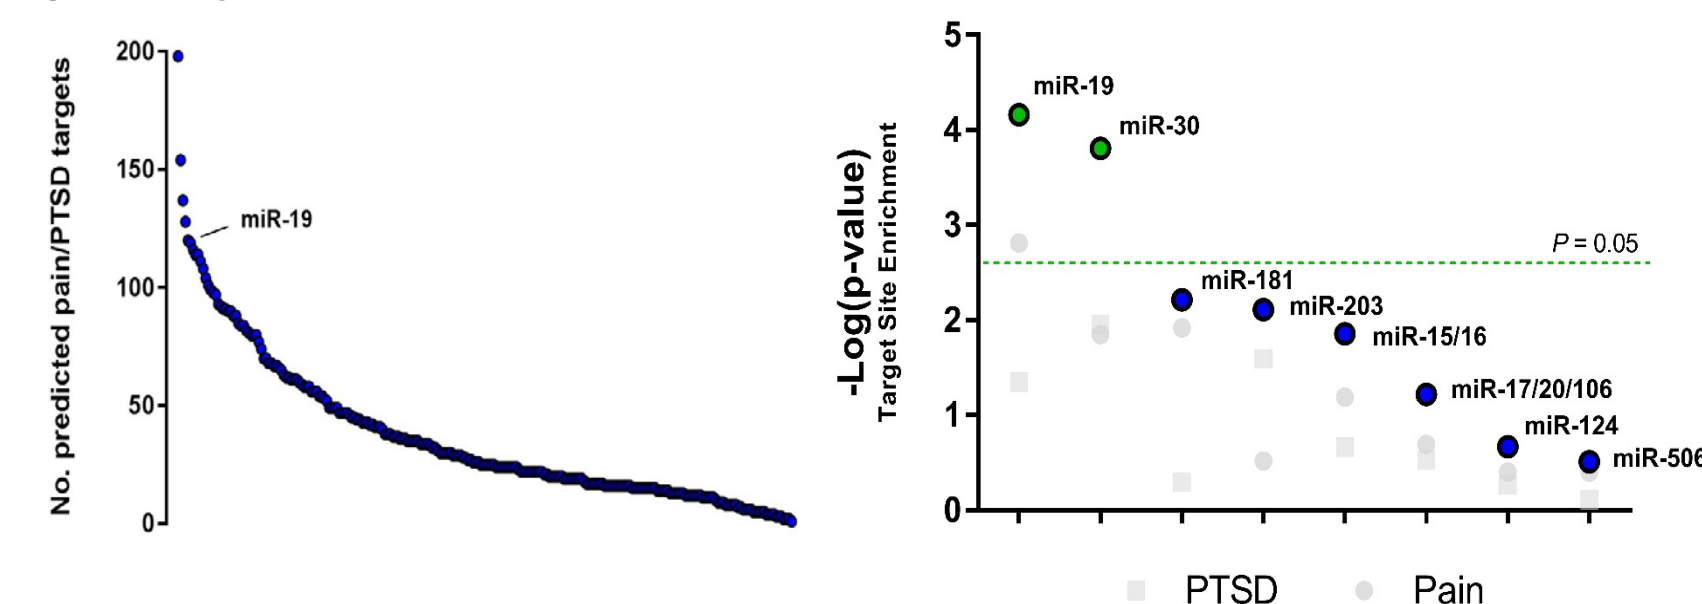 No. predicted pain/PTSD targets
200
150
100
50
0
miR-19
-Log(p-value)
Target Site Enrichment
5
4
3
2
1
0
miR-19
miR-30
P = 0.05
miR-181
miR-203
miR-15/16
miR-17/20/106
miR-124
miR-506
PTSD
Pain